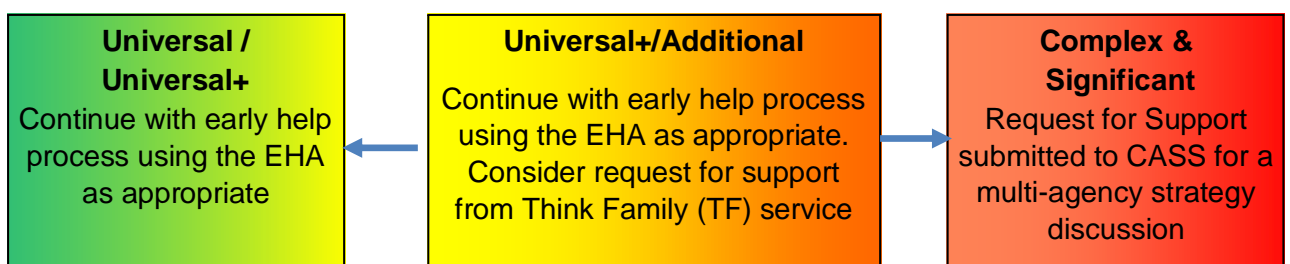 Universal /
Universal+
Continue with early help
process using the EHA
as appropriate
Universal+/Additional
Continue with early help process
using the EHA as appropriate.
Consider request for support
from Think Family (TF) service
Complex &
Significant
Request for Support
submitted to CASS for a
multi-agency strategy
discussion